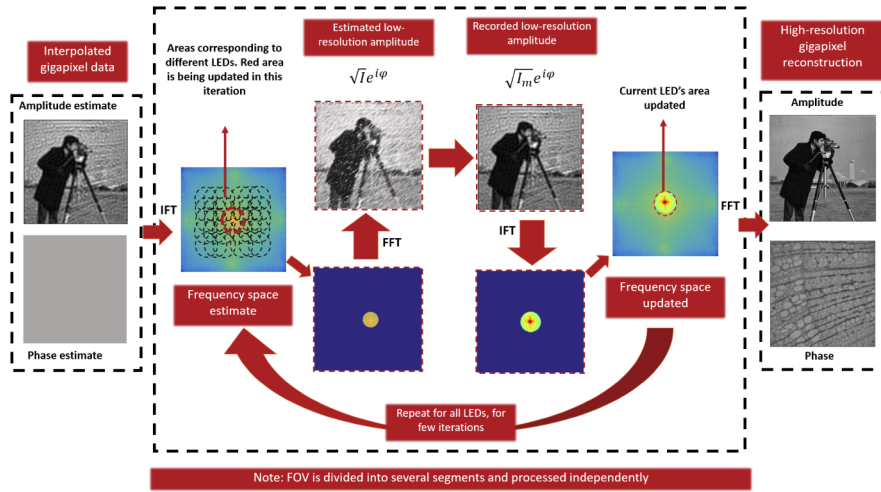 Interpolated
gigapixel data
Amplitude estimate
Phase estimate
IFT
Areas corresponding to
different LEDs. Red area
is being updated in this
iteration
Frequency space
estimate
Estimated low-
resolution amplitude
√Ie^{iφ}
FFT
Recorded low-resolution
amplitude
√I_m e^{iφ}
IFT
Current LED's area
updated
Frequency space
updated
FFT
Repeat for all LEDs, for
few iterations
High-resolution
gigapixel
reconstruction
Amplitude
Phase
Note: FOV is divided into several segments and processed independently